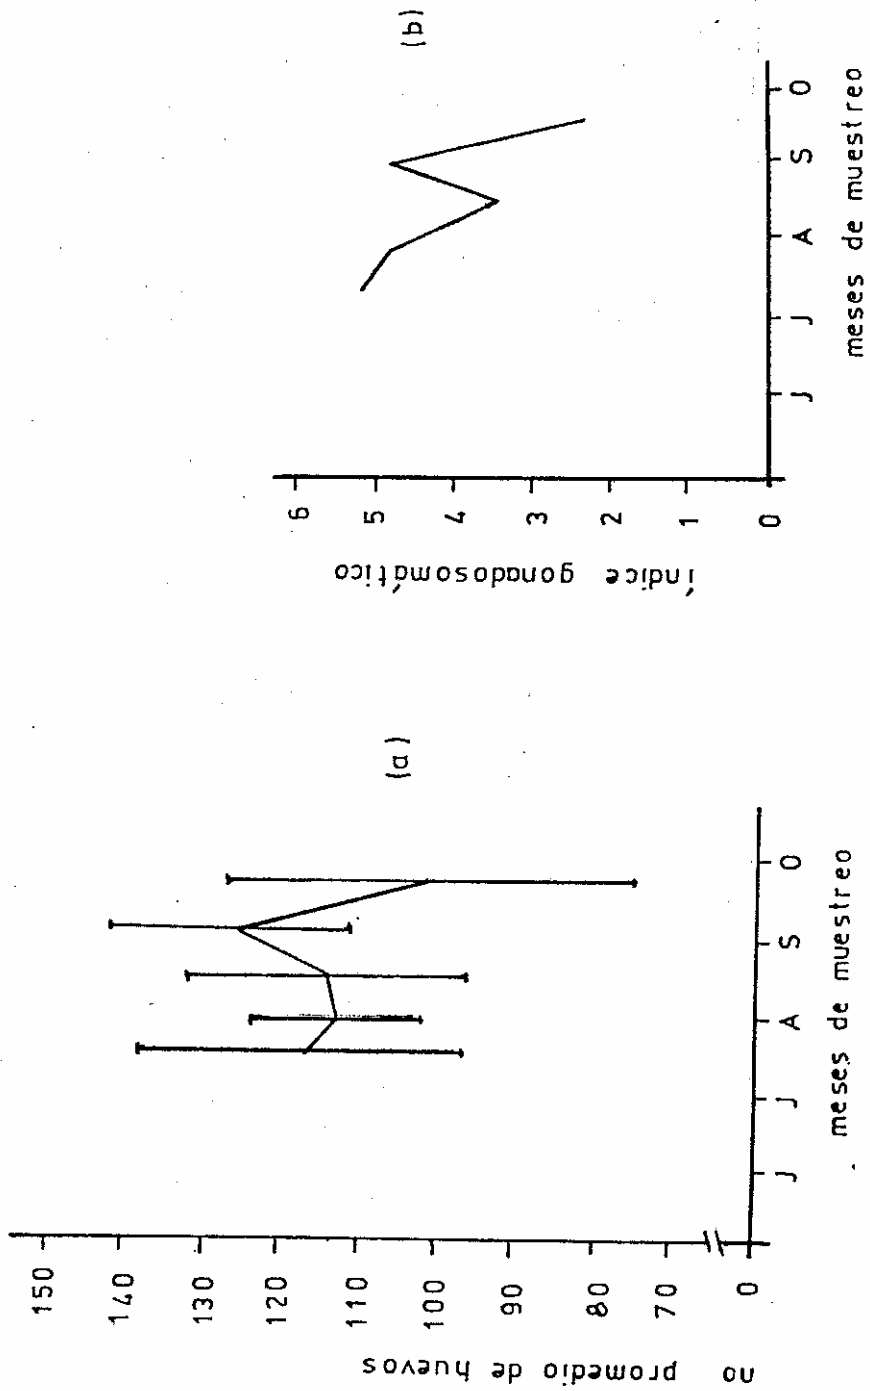 no promedio de huevos
150
140
130
120
110
100
90
80
70
0
J J A S O
meses de muestreo
(a)
índice gonadosomático
6
5
4
3
2
1
0
J J A S O
meses de muestreo
(b)